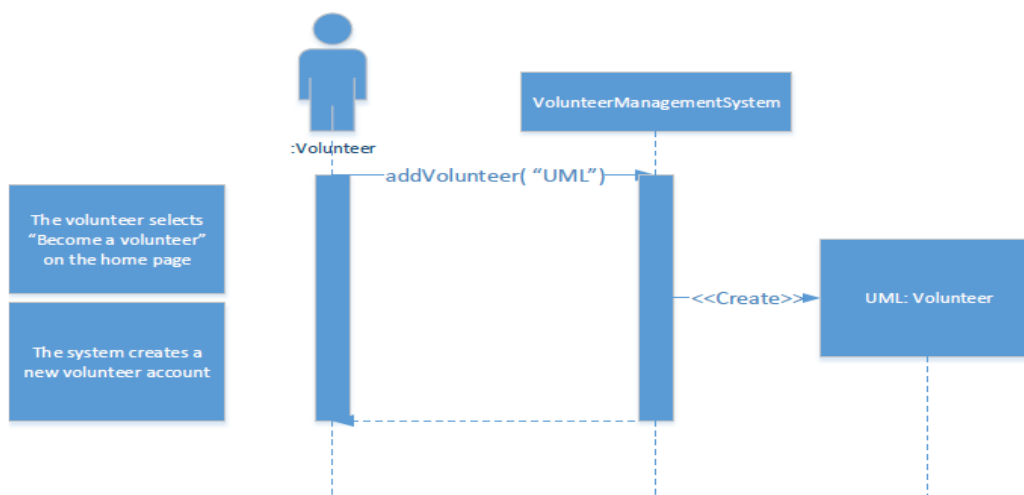 VolunteerManagementSystem
:Volunteer
addVolunteer( “UML”)
The volunteer selects
“Become a volunteer”
on the home page
<<Create>>
UML: Volunteer
The system creates a
new volunteer account